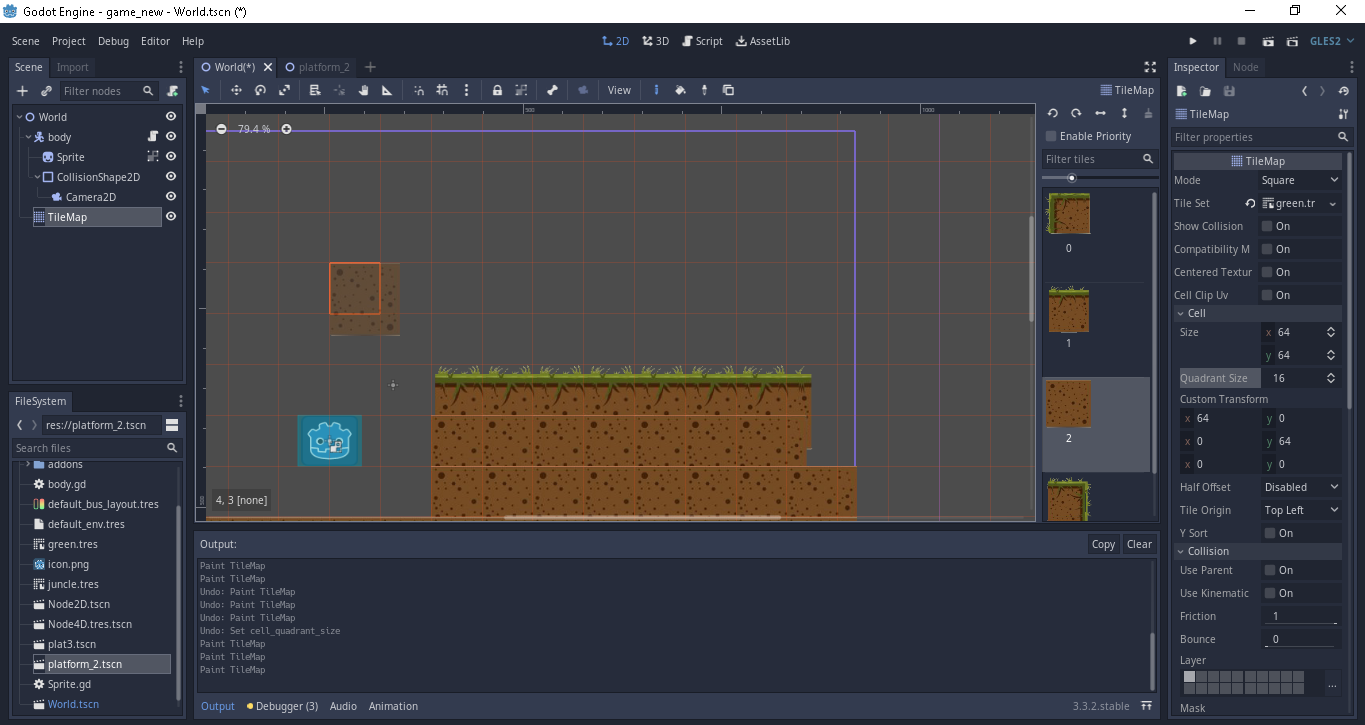 Godot Engine - game_new - World.tscn (*)
Scene Project Debug Editor Help
2D 3D Script AssetLib
GLES2
Scene Import
Filter nodes
World
body
Sprite
CollisionShape2D
Camera2D
TileMap
FileSystem
res://platform_2.tscn
Search files
addons
body.gd
default_bus_layout.tres
default_env.tres
green.tres
icon.png
juncle.tres
Node2D.tscn
Node4D.tres.tscn
plat3.tscn
platform_2.tscn
Sprite.gd
World.tscn
World(*) platform_2
View
TileMap
500 1000
79.4 %
4, 3 [none]
Enable Priority
Filter tiles
0
1
2
Output:
Copy Clear
Paint TileMap
Paint TileMap
Undo: Paint TileMap
Undo: Paint TileMap
Undo: Paint TileMap
Undo: Set cell_quadrant_size
Paint TileMap
Paint TileMap
Paint TileMap
Output Debugger (3) Audio Animation
3.3.2.stable
Inspector Node
TileMap
Filter properties
TileMap
Mode Square
Tile Set green.tr
Show Collision On
Compatibility M On
Centered Textur On
Cell Clip Uv On
Cell
Size x 64
y 64
Quadrant Size 16
Custom Transform
x 64 y 0
x 0 y 64
x 0 y 0
Half Offset Disabled
Tile Origin Top Left
Y Sort On
Collision
Use Parent On
Use Kinematic On
Friction 1
Bounce 0
Layer
...
Mask